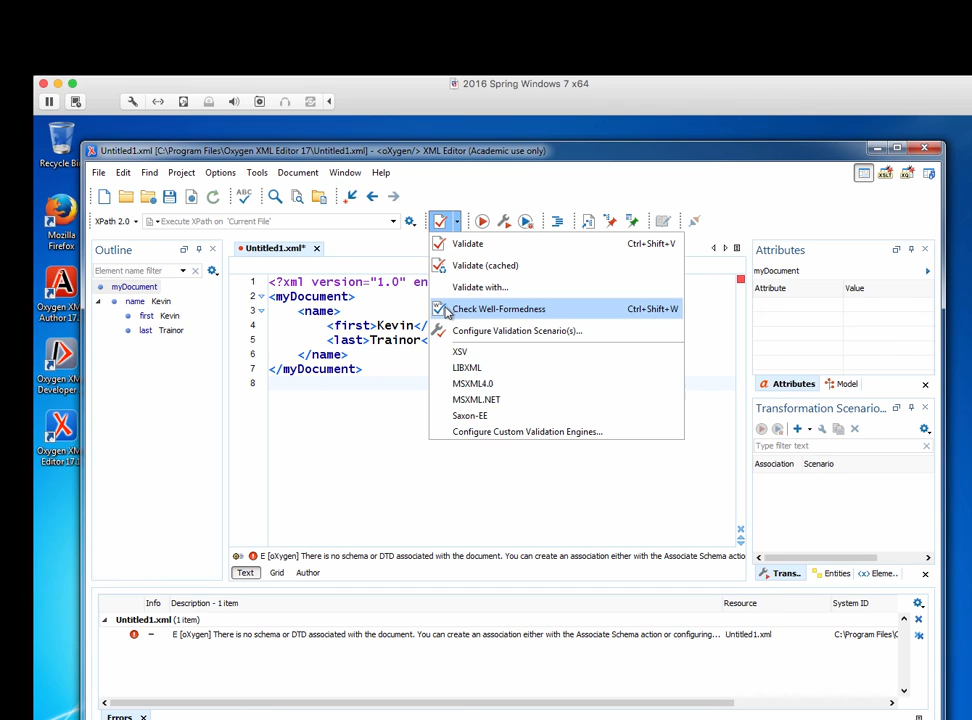 2016 Spring Windows 7 x64
Recycle Bi
Untitled1.xml [C:\Program Files\Oxygen XML Editor 17\Untitled1.xml] - <oXygen/> XML Editor (Academic use only)
File Edit Find Project Options Tools Document Window Help
XPath 2.0 Execute XPath on 'Current File'
Mozilla
Firefox
Oxygen XM
Author 17.
Oxygen XM
Developer..
Oxygen XM
Editor 17.
Outline
Element name filter
myDocument
name Kevin
first Kevin
last Trainor
Untitled1.xml*
1 <?xml version="1.0" en
2 <myDocument>
3 <name>
4 <first>Kevin</
5 <last>Trainor<
6 </name>
7 </myDocument>
8
Validate Ctrl+Shift+V
Validate (cached)
Validate with...
Check Well-Formedness Ctrl+Shift+W
Configure Validation Scenario(s)...
XSV
LIBXML
MSXML4.0
MSXML.NET
Saxon-EE
Configure Custom Validation Engines...
Attributes
myDocument
Attribute Value
Attributes Model
Transformation Scenario...
Type filter text
Association Scenario
Trans.. Entities Eleme..
E [oXygen] There is no schema or DTD associated with the document. You can create an association either with the Associate Schema actio
Text Grid Author
Info Description - 1 item Resource System ID
Untitled1.xml (1 item)
E [oXygen] There is no schema or DTD associated with the document. You can create an association either with the Associate Schema action or configuring... Untitled1.xml C:\Program Files\O
Errors